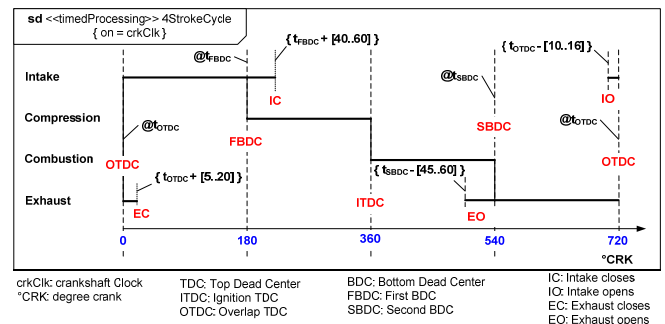 sd <<timedProcessing>> 4StrokeCycle
{ on = crkClk }
{ tFBDC + [40..60] }
{ tOTDC - [10..16] }
@tFBDC
Intake
@tSBDC
IC
IO
Compression
@tOTDC
@tOTDC
SBDC
FBDC
Combustion
OTDC
OTDC
{ tOTDC + [5..20] }
{ tSBDC - [45..60] }
Exhaust
ITDC
EC
EO
0
180
360
540
720
°CRK
crkClk: crankshaft Clock
°CRK: degree crank
TDC: Top Dead Center
ITDC: Ignition TDC
OTDC: Overlap TDC
BDC: Bottom Dead Center
FBDC: First BDC
SBDC: Second BDC
IC: Intake closes
IO: Intake opens
EC: Exhaust closes
EO: Exhaust opens